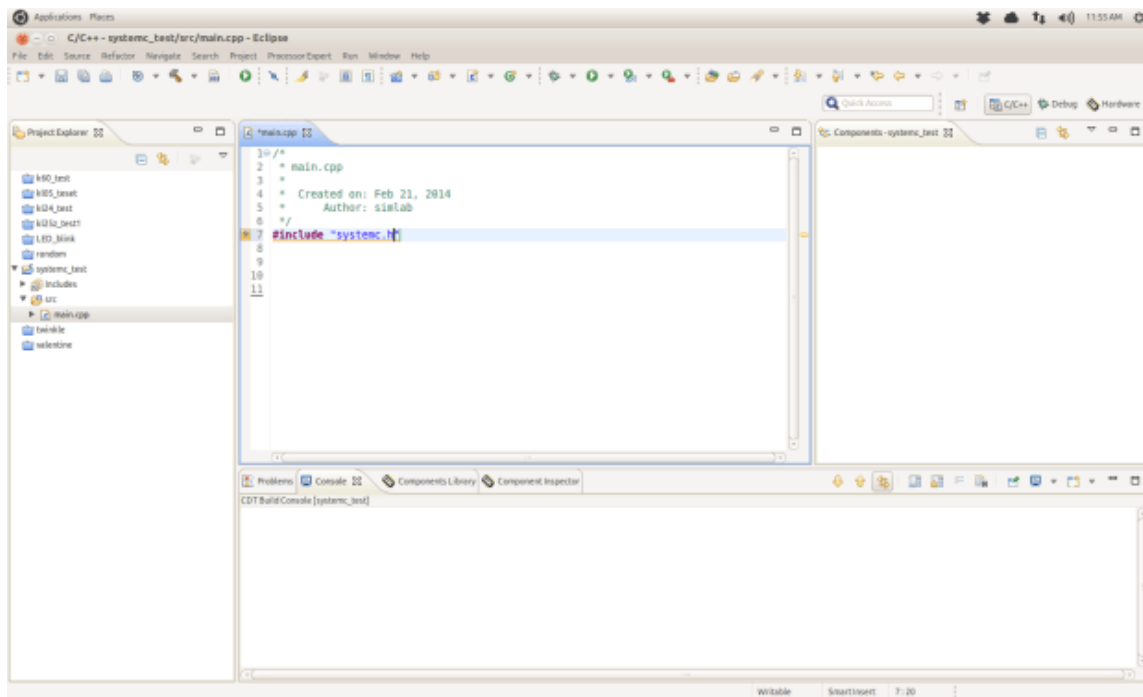 Applications Places
11:55 AM
C/C++ - systemc_test/src/main.cpp - Eclipse
File Edit Source Refactor Navigate Search Project Processor Expert Run Window Help
Quick Access
C/C++ Debug Hardware
Project Explorer
kl60_test
kl05_teset
kl24_test
kl25z_test1
LED_blink
random
systemc_test
Includes
src
main.cpp
twinkle
valentine
*main.cpp
1 /*
2 * main.cpp
3 *
4 * Created on: Feb 21, 2014
5 * Author: simlab
6 */
7 #include "systemc.h"
8
9
10
11
Components - systemc_test
Problems Console Components Library Component Inspector
CDT Build Console [systemc_test]
Writable Smart Insert 7 : 20